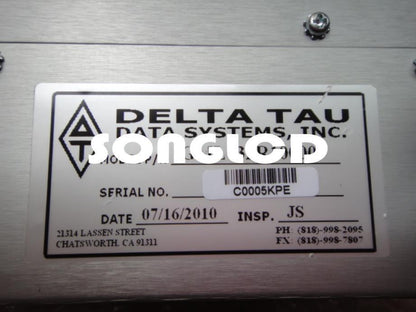 DELTA TAU
DATA SYSTEMS, INC.
SONGLCD
SERIAL NO. C0005KPE
DATE 07/16/2010 INSP. JS
21314 LASSEN STREET PH: (818)-998-2095
CHATSWORTH. CA 91311 FX: (818)-998-7807